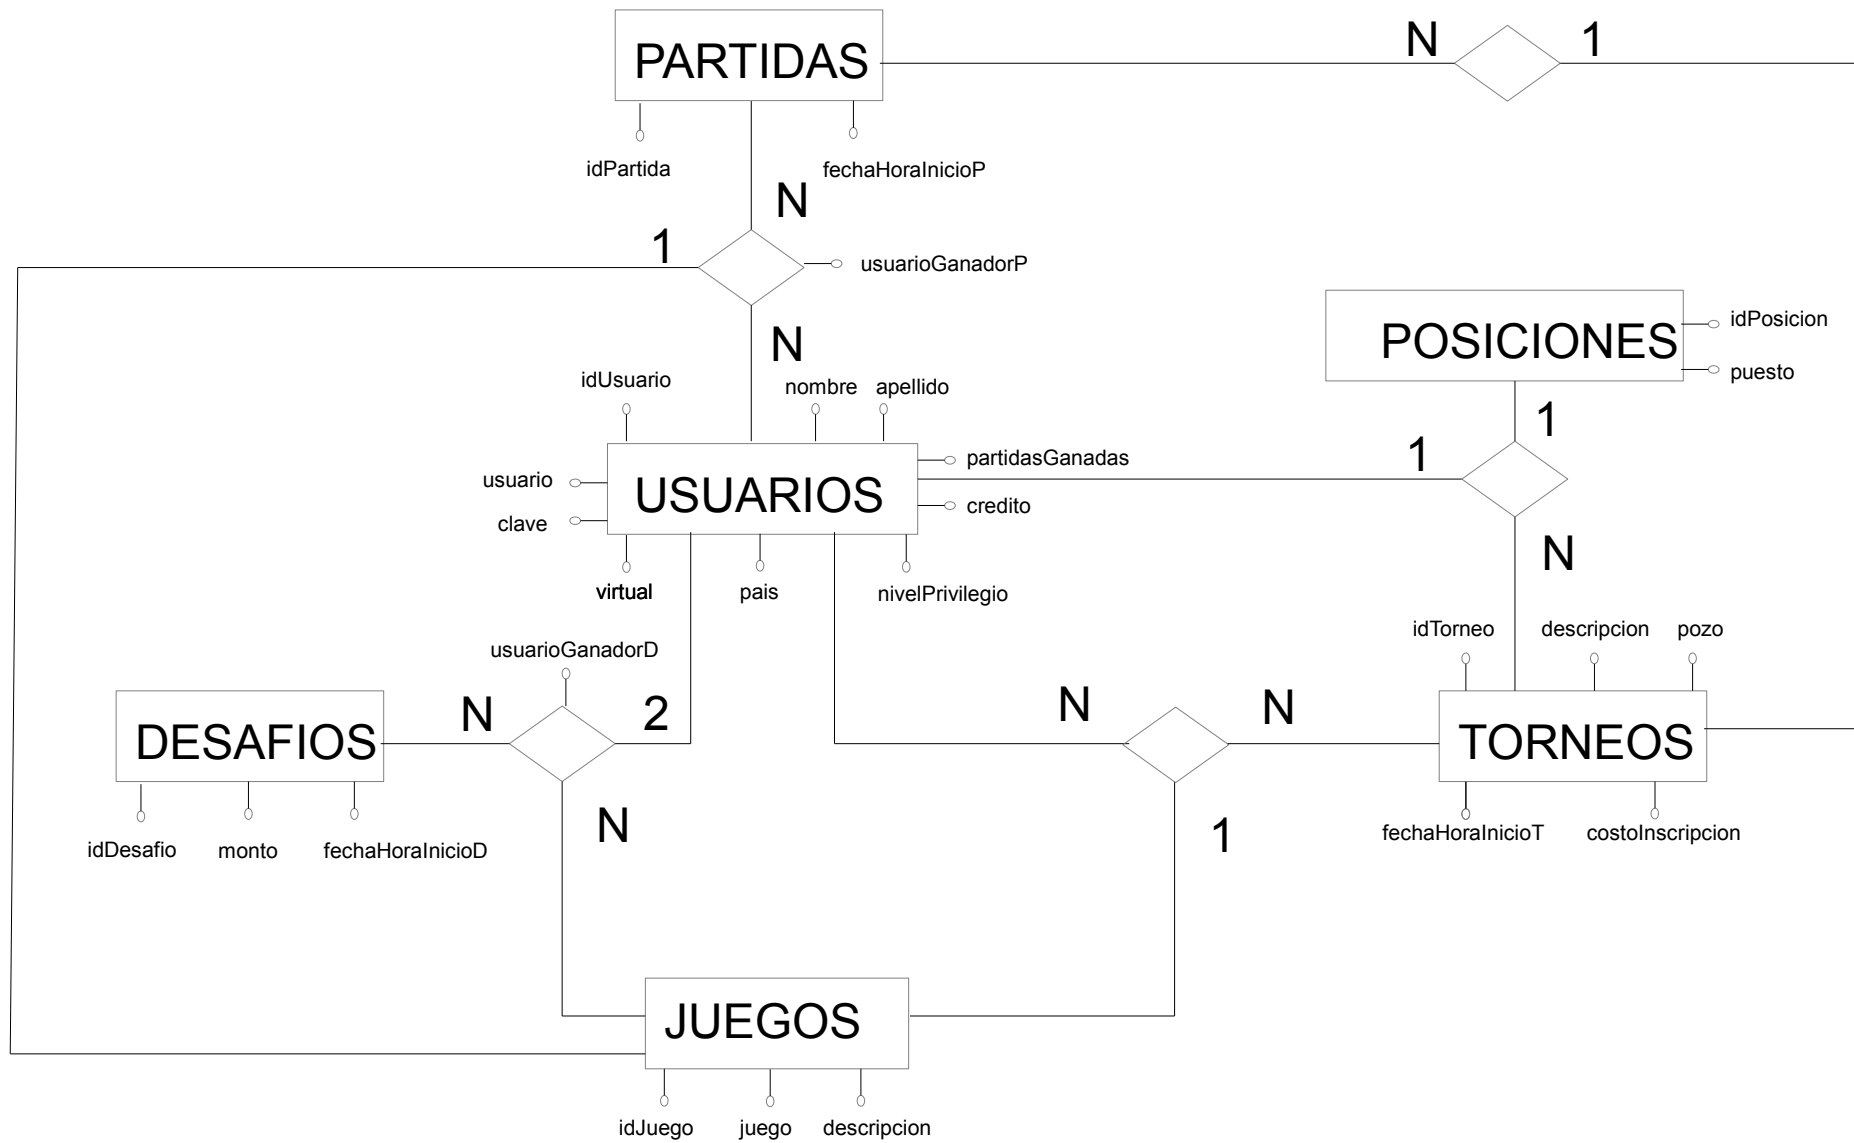 PARTIDAS
N
1
idPartida
fechaHoraInicioP
N
1
usuarioGanadorP
N
POSICIONES
idPosicion
puesto
idUsuario
nombre
apellido
1
1
partidasGanadas
usuario
USUARIOS
credito
clave
N
virtual
pais
nivelPrivilegio
idTorneo
descripcion
pozo
usuarioGanadorD
N
2
N
N
DESAFIOS
TORNEOS
N
1
fechaHoraInicioT
costoInscripcion
idDesafio
monto
fechaHoraInicioD
JUEGOS
idJuego
juego
descripcion